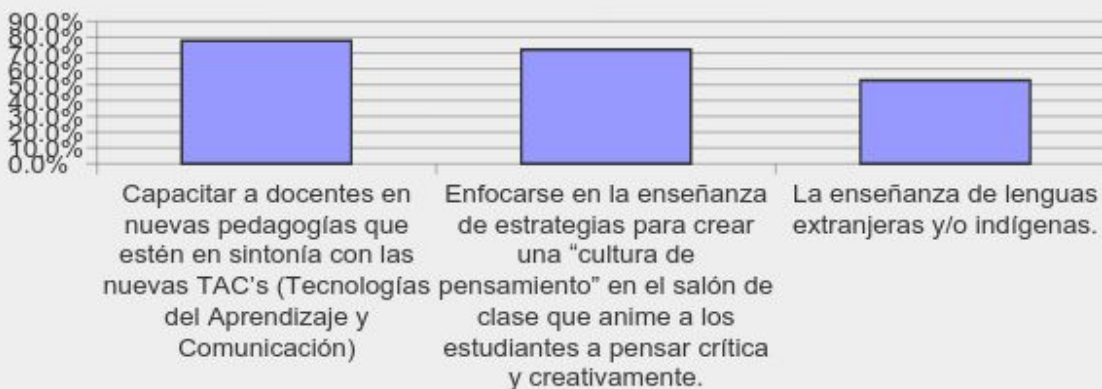 90.0%
80.0%
70.0%
60.0%
50.0%
40.0%
30.0%
20.0%
10.0%
0.0%
Capacitar a docentes en
nuevas pedagogías que
estén en sintonía con las
nuevas TAC's (Tecnologías
del Aprendizaje y
Comunicación)
Enfocarse en la enseñanza
de estrategias para crear
una “cultura de
pensamiento” en el salón de
clase que anime a los
estudiantes a pensar crítica
y creativamente.
La enseñanza de lenguas
extranjeras y/o indígenas.